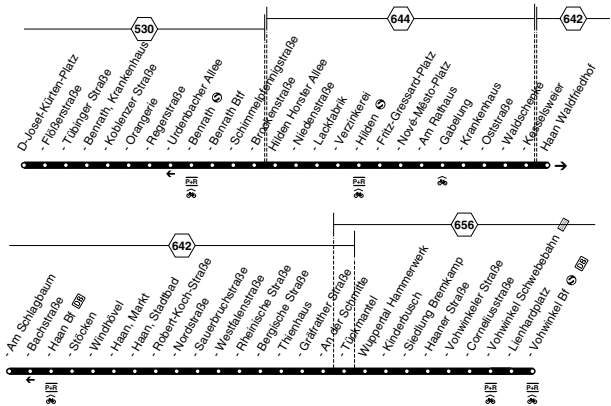 530
644
642
D-Josef-Kürten-Platz
- Flößerstraße
- Tübinger Straße
- Benrath, Krankenhaus
- Koblenzer Straße
- Orangerie
- Regerstraße
- Urdenbacher Allee
- Benrath S
- Benrath Btf
- Schimmelpfennigstraße
- Brockenstraße
Hilden Horster Allee
- Niedenstraße
- Lackfabrik
- Verzinkerei
- Hilden S
- Fritz-Gressard-Platz
- Nové-Město-Platz
- Am Rathaus
- Gabelung
- Krankenhaus
- Oststraße
- Waldschenke
- Kesselsweier
Haan Waldfriedhof
P+R
P+R
642
656
- Am Schlagbaum
Bachstraße
- Haan Bf DB
Stöcken
- Windhövel
- Haan, Markt
- Haan, Stadtbad
- Robert-Koch-Straße
- Nordstraße
- Sauerbruchstraße
- Westfalenstraße
- Rheinische Straße
- Bergische Straße
- Thienhaus
- Gräfrather Straße
- An der Schmitte
- Tückmantel
Wuppertal Hammerwerk
- Kinderbusch
- Siedlung Bremkamp
- Haaner Straße
- Vohwinkeler Straße
- Corneliusstraße
- Vohwinkel Schwebebahn
- Lienhardplatz
- Vohwinkel Bf S DB
P+R
P+R
P+R